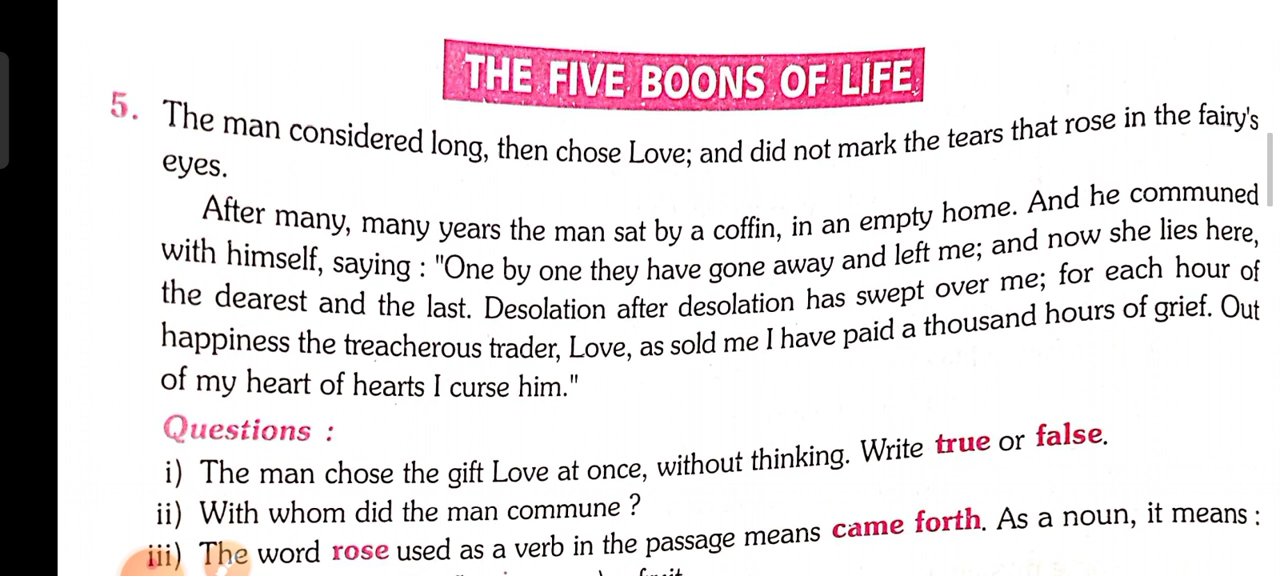 THE FIVE BOONS OF LIFE
5. The man considered long, then chose Love; and did not mark the tears that rose in the fairy's
eyes.
After many, many years the man sat by a coffin, in an empty home. And he communed
with himself, saying : "One by one they have gone away and left me; and now she lies here,
the dearest and the last. Desolation after desolation has swept over me; for each hour of
happiness the treacherous trader, Love, as sold me I have paid a thousand hours of grief. Out
of my heart of hearts I curse him."
Questions :
i) The man chose the gift Love at once, without thinking. Write true or false.
ii) With whom did the man commune ?
iii) The word rose used as a verb in the passage means came forth. As a noun, it means :